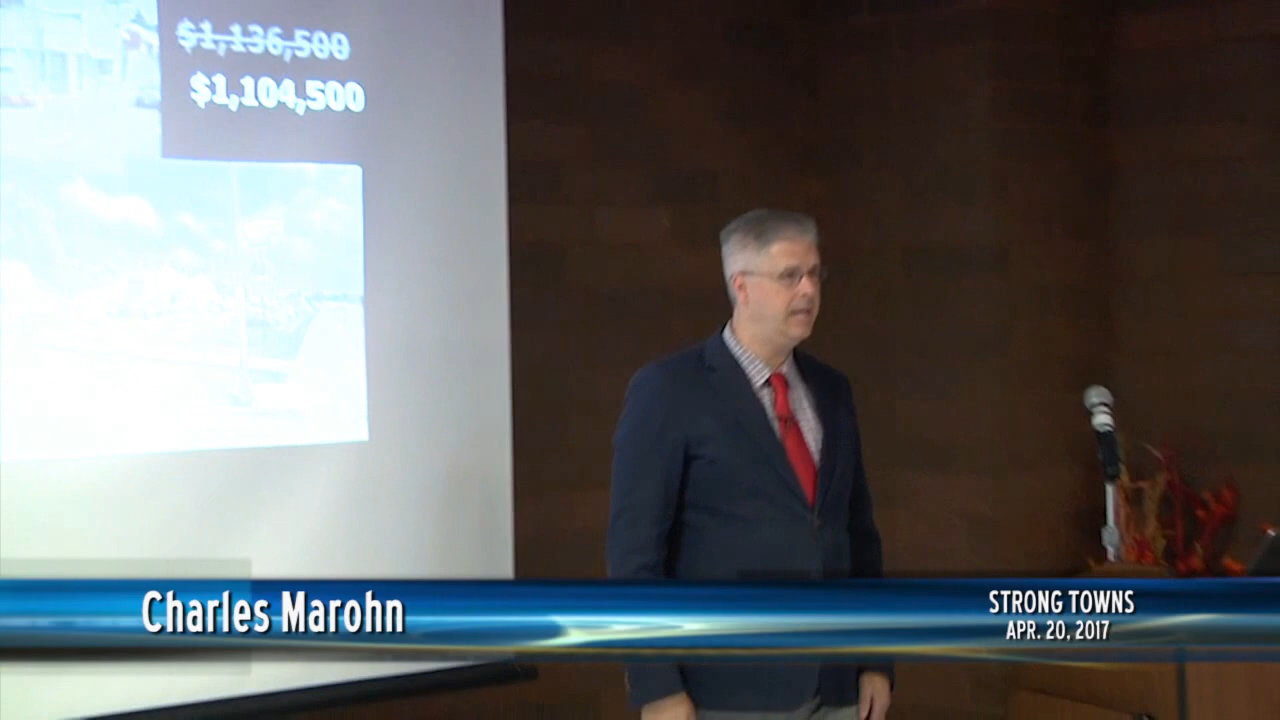 $1,136,500
$1,104,500
Charles Marohn
STRONG TOWNS
APR. 20, 2017